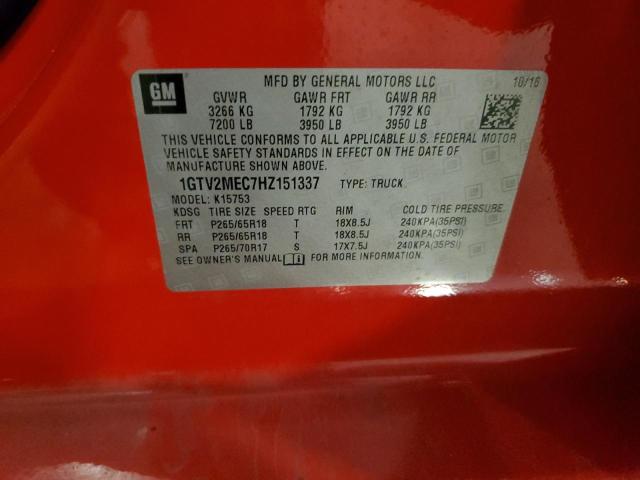 GM
MFD BY GENERAL MOTORS LLC 10/16
GVWR GAWR FRT GAWR RR
3266 KG 1792 KG 1792 KG
7200 LB 3950 LB 3950 LB
THIS VEHICLE CONFORMS TO ALL APPLICABLE U.S. FEDERAL MOTOR
VEHICLE SAFETY STANDARDS IN EFFECT ON THE DATE OF
MANUFACTURE SHOWN ABOVE.
1GTV2MEC7HZ151337 TYPE: TRUCK
MODEL: K15753
KDSG TIRE SIZE SPEED RTG RIM COLD TIRE PRESSURE
FRT P265/65R18 T 18X8.5J 240KPA(35PSI)
RR P265/65R18 T 18X8.5J 240KPA(35PSI)
SPA P265/70R17 S 17X7.5J 240KPA(35PSI)
SEE OWNER'S MANUAL FOR MORE INFORMATION.